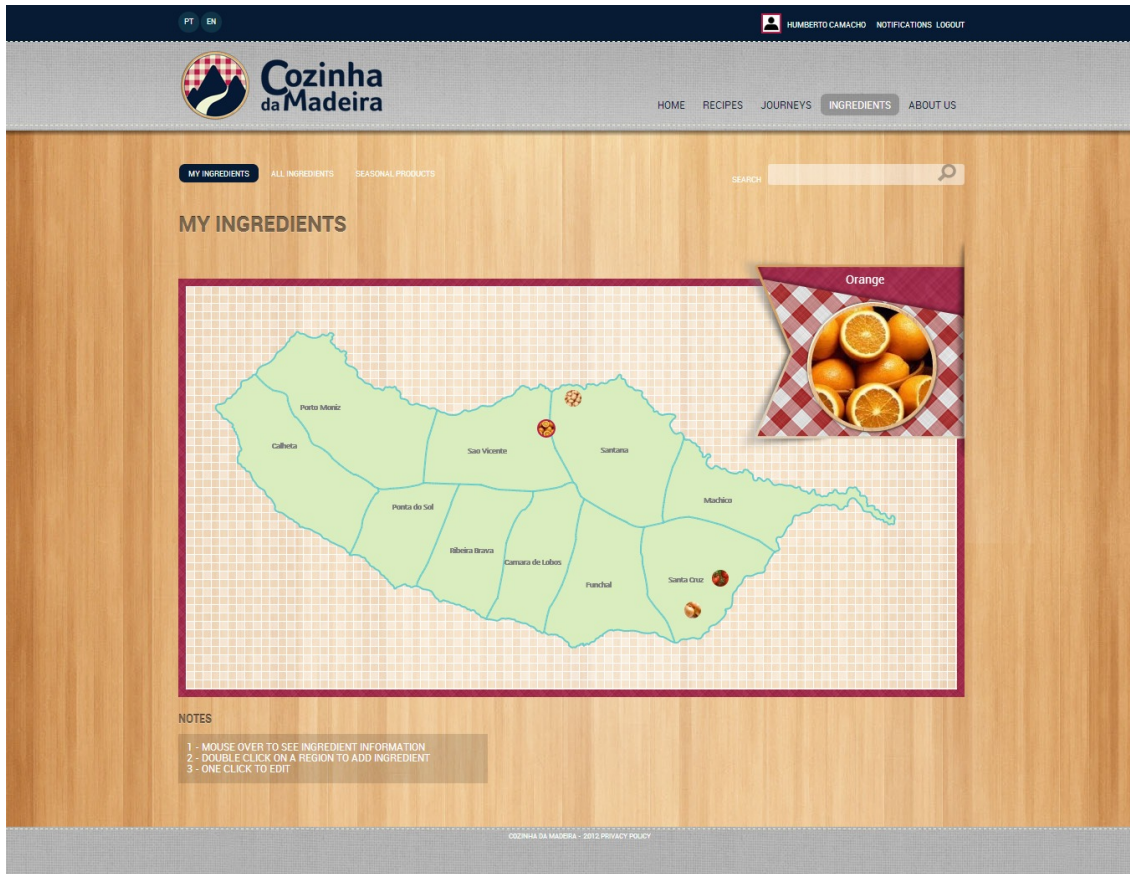 PT EN
HUMBERTO CAMACHO NOTIFICATIONS LOGOUT
Cozinha
da Madeira
HOME RECIPES JOURNEYS INGREDIENTS ABOUT US
MY INGREDIENTS ALL INGREDIENTS SEASONAL PRODUCTS
SEARCH
MY INGREDIENTS
Orange
Porto Moniz
Calheta
Sao Vicente
Santana
Machico
Ponta do Sol
Ribeira Brava
Camara de Lobos
Funchal
Santa Cruz
NOTES
1 - MOUSE OVER TO SEE INGREDIENT INFORMATION
2 - DOUBLE CLICK ON A REGION TO ADD INGREDIENT
3 - ONE CLICK TO EDIT
COZINHA DA MADEIRA - 2012 PRIVACY POLICY